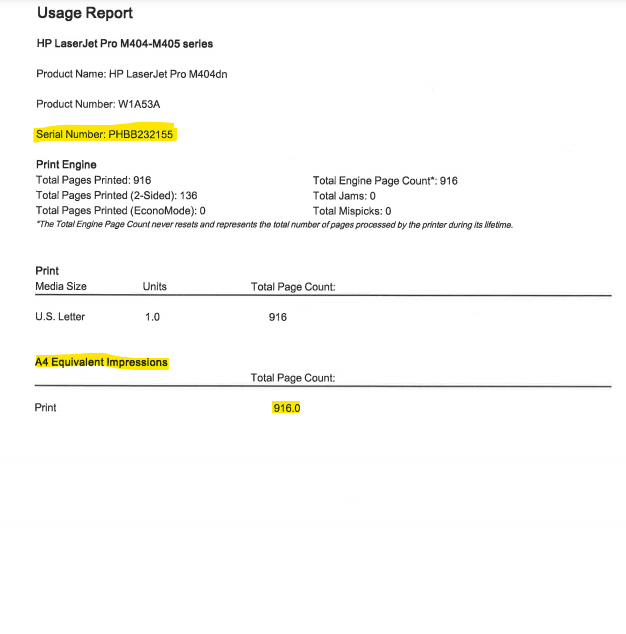 Usage Report
HP LaserJet Pro M404-M405 series
Product Name: HP LaserJet Pro M404dn
Product Number: W1A53A
Serial Number: PHBB232155
Print Engine
Total Pages Printed: 916
Total Engine Page Count*: 916
Total Pages Printed (2-Sided): 136
Total Jams: 0
Total Pages Printed (EconoMode): 0
Total Mispicks: 0
*The Total Engine Page Count never resets and represents the total number of pages processed by the printer during its lifetime.
Print
Media Size Units Total Page Count:
U.S. Letter 1.0 916
A4 Equivalent Impressions
Total Page Count:
Print 916.0